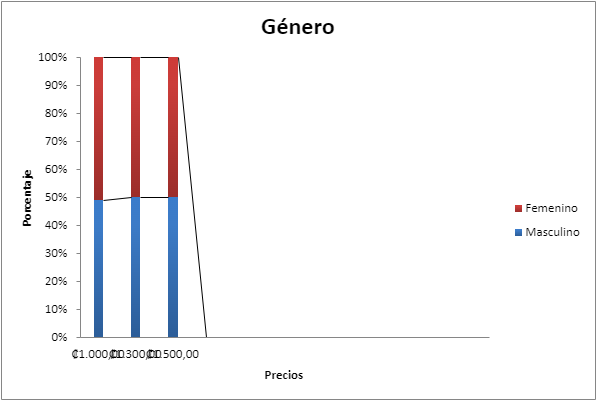 Género
100%
90%
80%
70%
60%
50%
40%
30%
20%
10%
0%
Porcentaje
₡1.000,00
₡1.300,00
₡1.500,00
Precios
Femenino
Masculino